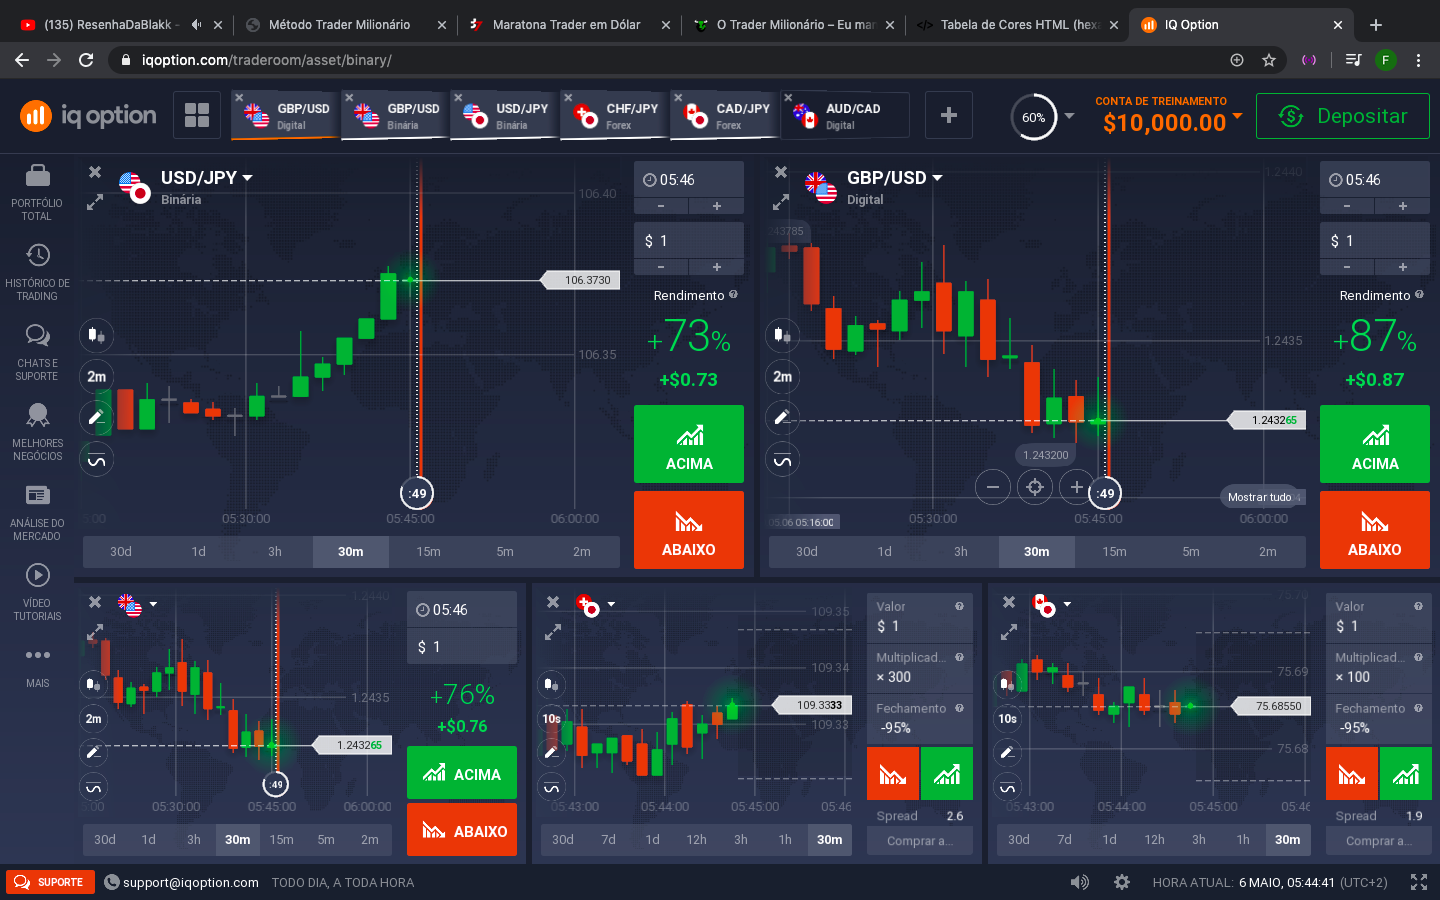 (135) ResenhaDaBlakk -
Método Trader Milionário
Maratona Trader em Dólar
O Trader Milionário – Eu man
Tabela de Cores HTML (hexa
IQ Option
iqoption.com/traderoom/asset/binary/
F
iq option
GBP/USD
Digital
GBP/USD
Binária
USD/JPY
Binária
CHF/JPY
Forex
CAD/JPY
Forex
AUD/CAD
Digital
60%
CONTA DE TREINAMENTO
$10,000.00
Depositar
PORTFÓLIO
TOTAL
HISTÓRICO DE
TRADING
CHATS E
SUPORTE
MELHORES
NEGÓCIOS
ANÁLISE DO
MERCADO
VÍDEO
TUTORIAIS
MAIS
USD/JPY
Binária
106.40
106.3730
106.35
2m
:49
5:00
05:30:00
05:45:00
06:00:00
30d 1d 3h 30m 15m 5m 2m
05:46
$ 1
Rendimento
+73%
+$0.73
ACIMA
ABAIXO
GBP/USD
Digital
1.2440
243785
1.2435
2m
1.243265
1.243200
:49
Mostrar tudo
05:06 05:16:00
05:30:00
05:45:00
06:00:00
30d 1d 3h 30m 15m 5m 2m
05:46
$ 1
Rendimento
+87%
+$0.87
ACIMA
ABAIXO
1.2440
1.2435
2m
1.243265
:49
5:00
05:30:00
05:45:00
06:00:00
30d 1d 3h 30m 15m 5m 2m
05:46
$ 1
+76%
+$0.76
ACIMA
ABAIXO
109.35
109.34
109.3333
109.33
10s
05:43:00
05:44:00
05:45:00
05:46
30d 7d 1d 12h 3h 1h 30m
Valor
$ 1
Multiplicad...
× 300
Fechamento
-95%
Spread 2.6
Comprar a...
75.70
75.69
75.68550
75.68
10s
05:43:00
05:44:00
05:45:00
05:46
30d 7d 1d 12h 3h 1h 30m
Valor
$ 1
Multiplicad...
× 100
Fechamento
-95%
Spread 1.9
Comprar a...
SUPORTE
support@iqoption.com
TODO DIA, A TODA HORA
HORA ATUAL: 6 MAIO, 05:44:41 (UTC+2)